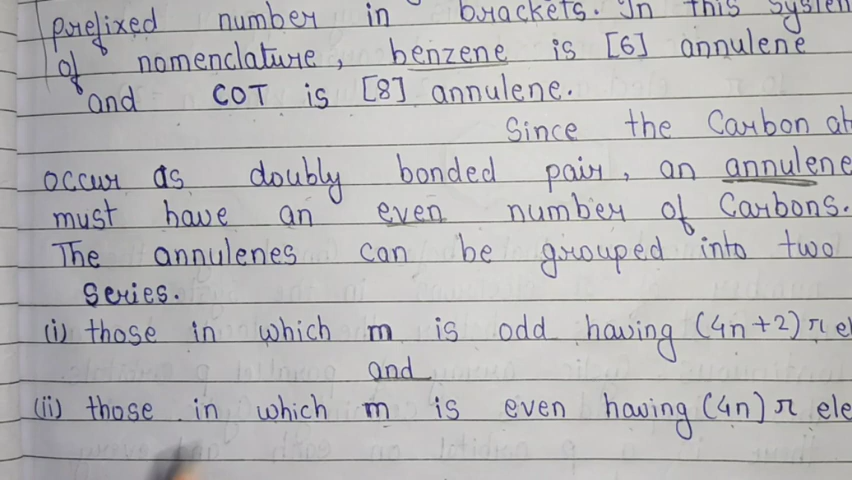 prefixed number in brackets. In this system
of nomenclature, benzene is [6] annulene
and COT is [8] annulene.
Since the Carbon at
occur as doubly bonded pair, an annulene
must have an even number of Carbons.
The annulenes can be grouped into two
series.
(i) those in which m is odd having (4n+2) π el
and
(ii) those in which m is even having (4n) π ele